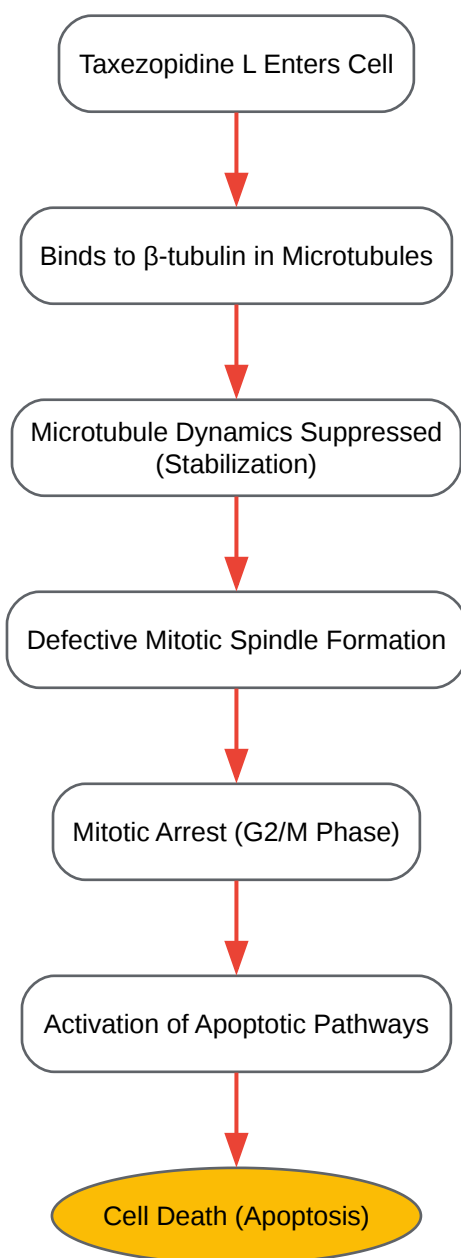 Taxezopidine L Enters Cell
Binds to β-tubulin in Microtubules
Microtubule Dynamics Suppressed
(Stabilization)
Defective Mitotic Spindle Formation
Mitotic Arrest (G2/M Phase)
Activation of Apoptotic Pathways
Cell Death (Apoptosis)